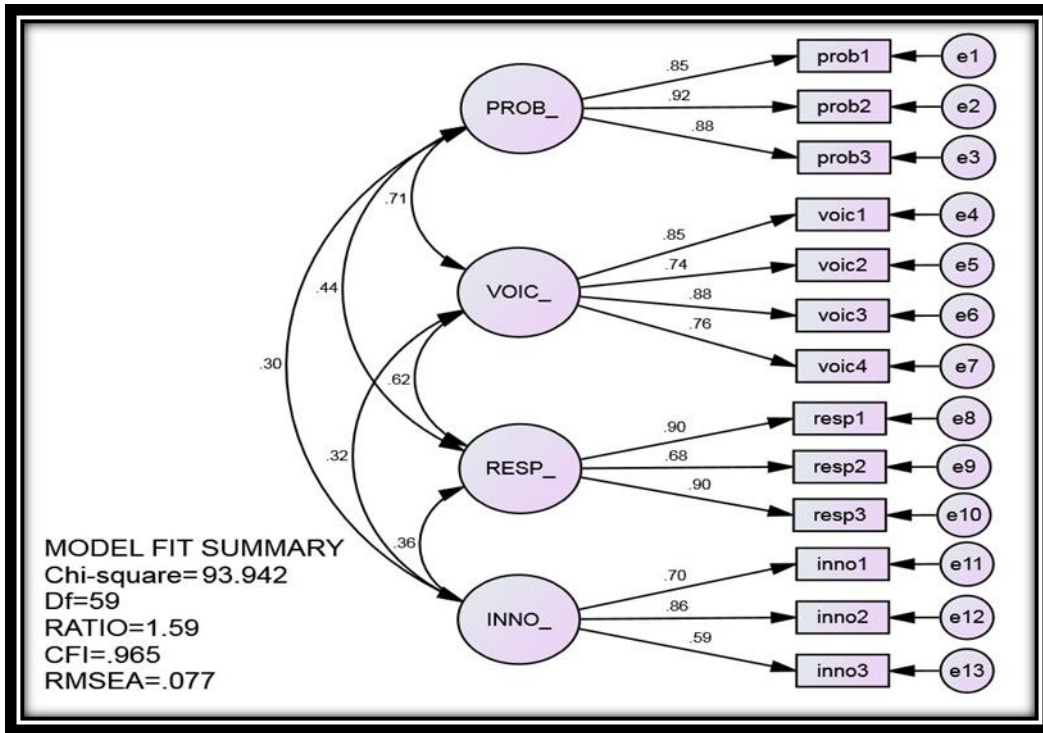 PROB_
.85
prob1
e1
.92
prob2
e2
.88
prob3
e3
.71
.44
.30
VOIC_
.85
voic1
e4
.74
voic2
e5
.88
voic3
e6
.76
voic4
e7
.62
.32
RESP_
.90
resp1
e8
.68
resp2
e9
.90
resp3
e10
.36
INNO_
.70
inno1
e11
.86
inno2
e12
.59
inno3
e13
MODEL FIT SUMMARY
Chi-square=93.942
Df=59
RATIO=1.59
CFI=.965
RMSEA=.077